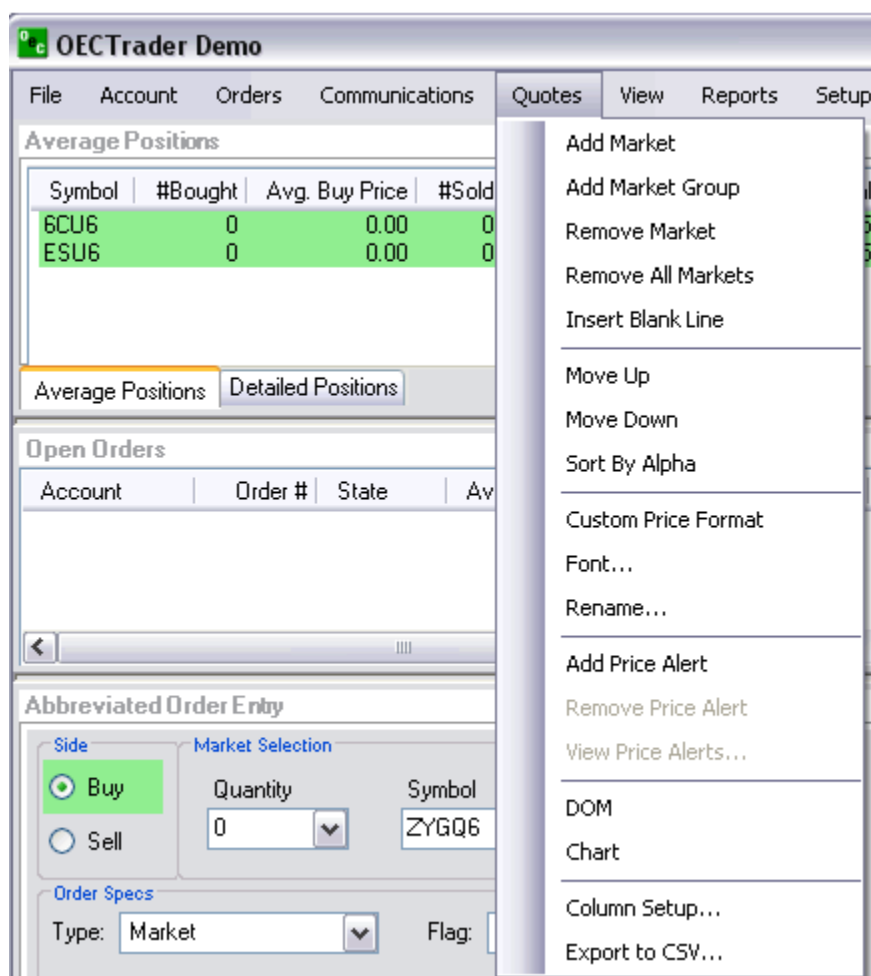 OECTrader Demo
File Account Orders Communications Quotes View Reports Setup
Average Positions
Symbol #Bought Avg. Buy Price #Sold
6CU6 0 0.00 0
ESU6 0 0.00 0
Average Positions Detailed Positions
Open Orders
Account Order # State Av
Abbreviated Order Entry
Side Market Selection
Buy Quantity Symbol
0 ZYGQ6
Sell
Order Specs
Type: Market Flag:
Add Market
Add Market Group
Remove Market
Remove All Markets
Insert Blank Line
Move Up
Move Down
Sort By Alpha
Custom Price Format
Font...
Rename...
Add Price Alert
Remove Price Alert
View Price Alerts...
DOM
Chart
Column Setup...
Export to CSV...